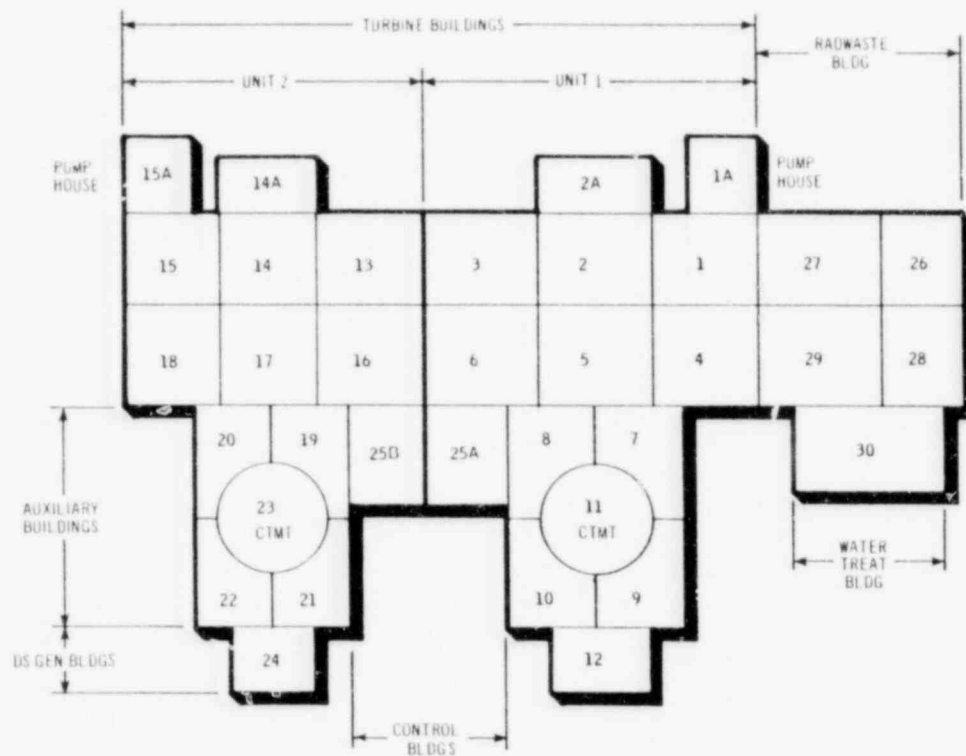 TURBINE BUILDINGS
RADWASTE
BLDG
UNIT 2
UNIT 1
PUMP
HOUSE
15A
14A
2A
1A
PUMP
HOUSE
15
14
13
3
2
1
27
26
18
17
16
6
5
4
29
28
20
19
25B
25A
8
7
30
AUXILIARY
BUILDINGS
23
CTMT
11
CTMT
WATER
TREAT
BLDG
22
21
10
9
DS GEN BLDGS
24
12
CONTROL
BLDGS